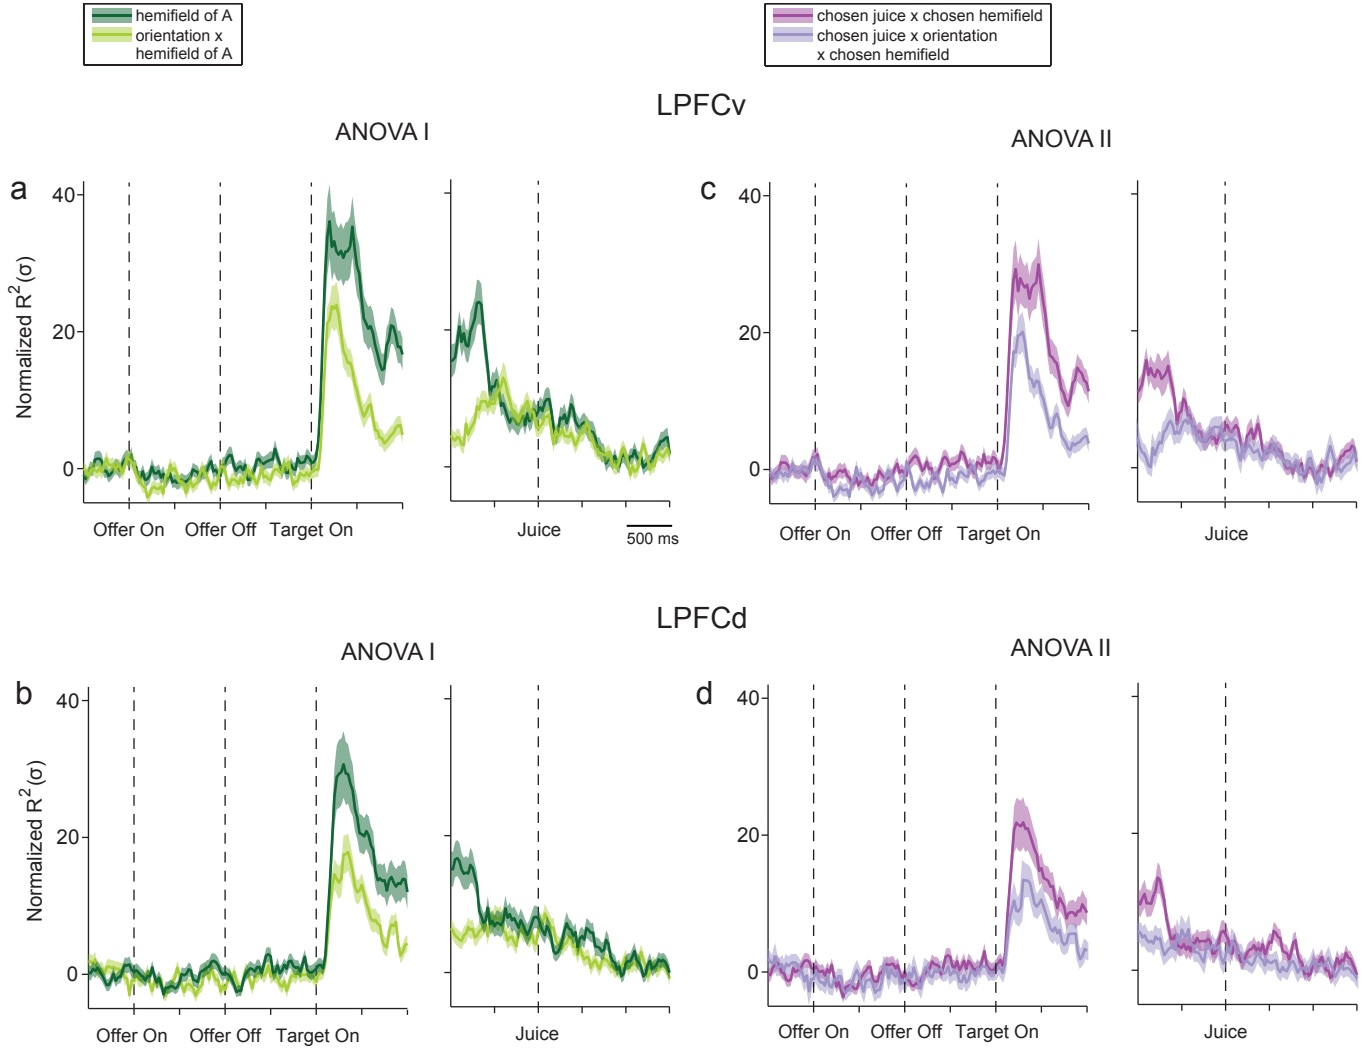 hemifield of A
orientation x
hemifield of A
chosen juice x chosen hemifield
chosen juice x orientation
x chosen hemifield
LPFCv
ANOVA I
ANOVA II
a
c
40
20
0
Normalized R² (σ)
40
20
0
Offer On Offer Off Target On
Juice
500 ms
Offer On Offer Off Target On
Juice
LPFCd
ANOVA I
ANOVA II
b
d
40
20
0
Normalized R² (σ)
40
20
0
Offer On Offer Off Target On
Juice
Offer On Offer Off Target On
Juice